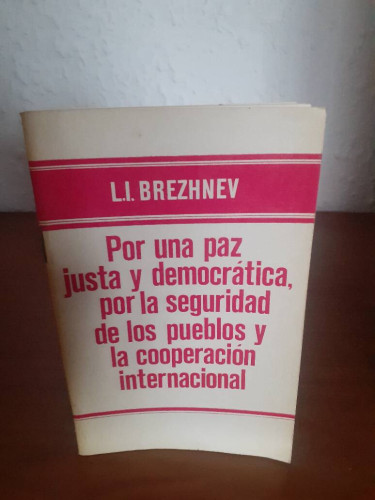 L.I. BREZHNEV
Por una paz
justa y democrática,
por la seguridad
de los pueblos y
la cooperación
internacional